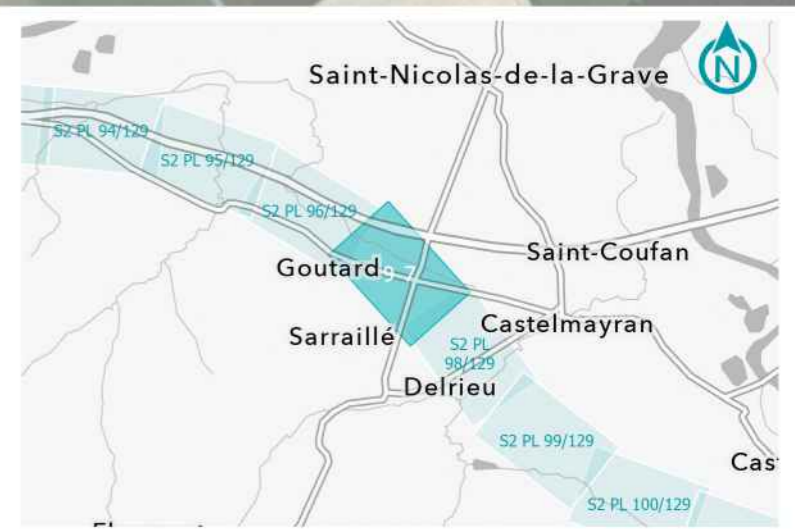 Saint-Nicolas-de-la-Grave
N
S2 PL 94/129
S2 PL 95/129
S2 PL 96/129
Saint-Coufan
Goutard
Sarraillé
Castelmayran
S2 PL
98/129
Delrieu
S2 PL 99/129
S2 PL 100/129